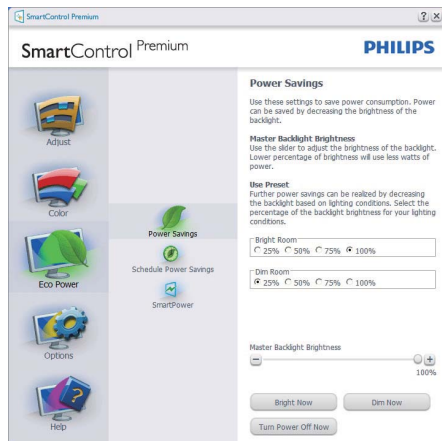 SmartControl Premium
SmartControl Premium
PHILIPS
Adjust
Color
Eco Power
Options
Help
Power Savings
Schedule Power Savings
SmartPower
Power Savings
Use these settings to save power consumption. Power
can be saved by decreasing the brightness of the
backlight.
Master Backlight Brightness
Use the slider to adjust the brightness of the backlight.
Lower percentage of brightness will use less watts of
power.
Use Preset
Further power savings can be realized by decreasing
the backlight based on lighting conditions. Select the
percentage of the backlight brightness for your lighting
conditions.
Bright Room
25% 50% 75% 100%
Dim Room
25% 50% 75% 100%
Master Backlight Brightness
100%
Bright Now Dim Now
Turn Power Off Now